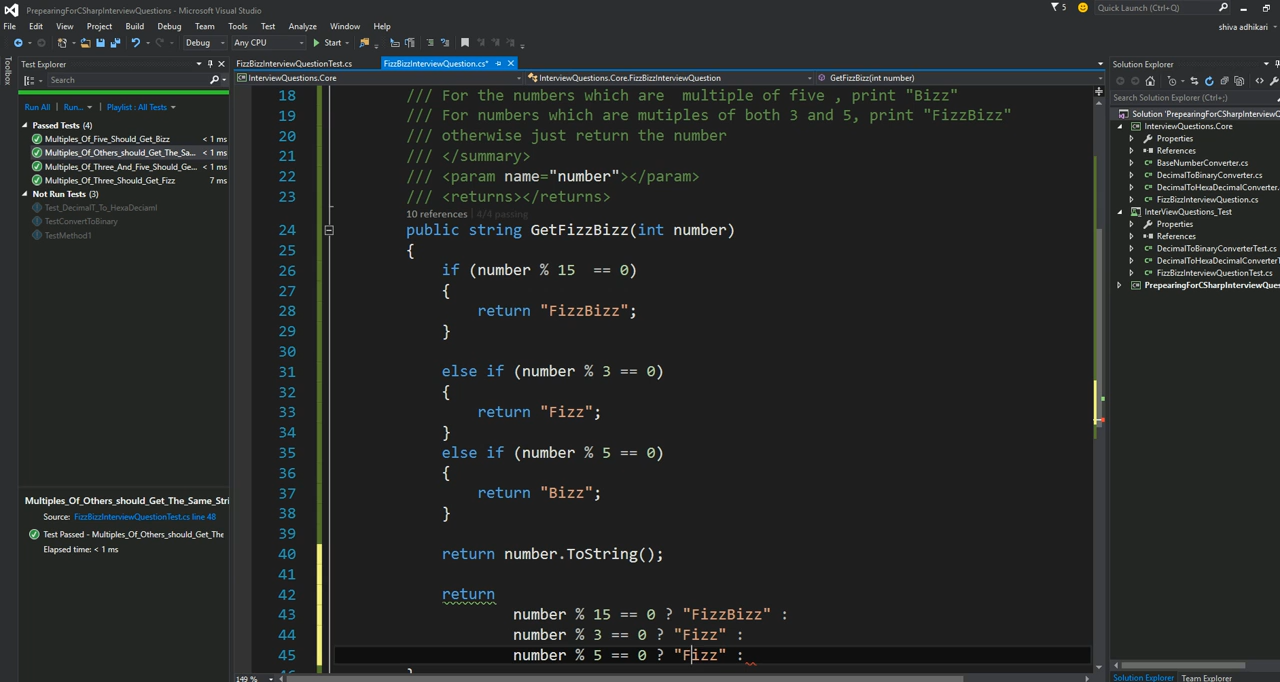 PrepearingForCSharpInterviewQuestions - Microsoft Visual Studio
5
Quick Launch (Ctrl+Q)
File Edit View Project Build Debug Team Tools Test Analyze Window Help
shiva adhikari
Debug Any CPU Start
Toolbox
Test Explorer
Search
Run All | Run... | Playlist : All Tests
Passed Tests (4)
Multiples_Of_Five_Should_Get_Bizz < 1 ms
Multiples_Of_Others_should_Get_The_Sa... < 1 ms
Multiples_Of_Three_And_Five_Should_Ge... < 1 ms
Multiples_Of_Three_Should_Get_Fizz 7 ms
Not Run Tests (3)
Test_DecimalT_To_HexaDeciaml
TestConvertToBinary
TestMethod1
Multiples_Of_Others_should_Get_The_Same_Stri
Source: FizzBizzInterviewQuestionTest.cs line 48
Test Passed - Multiples_Of_Others_should_Get_The
Elapsed time: < 1 ms
FizzBizzInterviewQuestionTest.cs FizzBizzInterviewQuestion.cs*
InterviewQuestions.Core InterviewQuestions.Core.FizzBizzInterviewQuestion GetFizzBizz(int number)
18 /// For the numbers which are  multiple of five , print "Bizz"
19 /// For numbers which are mutiples of both 3 and 5, print "FizzBizz"
20 /// otherwise just return the number
21 /// </summary>
22 /// <param name="number"></param>
23 /// <returns></returns>
10 references | 4/4 passing
24 public string GetFizzBizz(int number)
25 {
26 if (number % 15  == 0)
27 {
28 return "FizzBizz";
29 }
30
31 else if (number % 3 == 0)
32 {
33 return "Fizz";
34 }
35 else if (number % 5 == 0)
36 {
37 return "Bizz";
38 }
39
40 return number.ToString();
41
42 return
43 number % 15 == 0 ? "FizzBizz" :
44 number % 3 == 0 ? "Fizz" :
45 number % 5 == 0 ? "Fizz" :
149 %
Solution Explorer
Search Solution Explorer (Ctrl+;)
Solution 'PrepearingForCSharpInterviewQ
InterviewQuestions.Core
Properties
References
BaseNumberConverter.cs
DecimalToBinaryConverter.cs
DecimalToHexaDecimalConverter
FizzBizzInterviewQuestion.cs
InterViewQuestions_Test
Properties
References
DecimalToBinaryConverterTest.cs
DecimalToHexaDecimalConverterT
FizzBizzInterviewQuestionTest.cs
PrepearingForCSharpInterviewQues
Solution Explorer Team Explorer